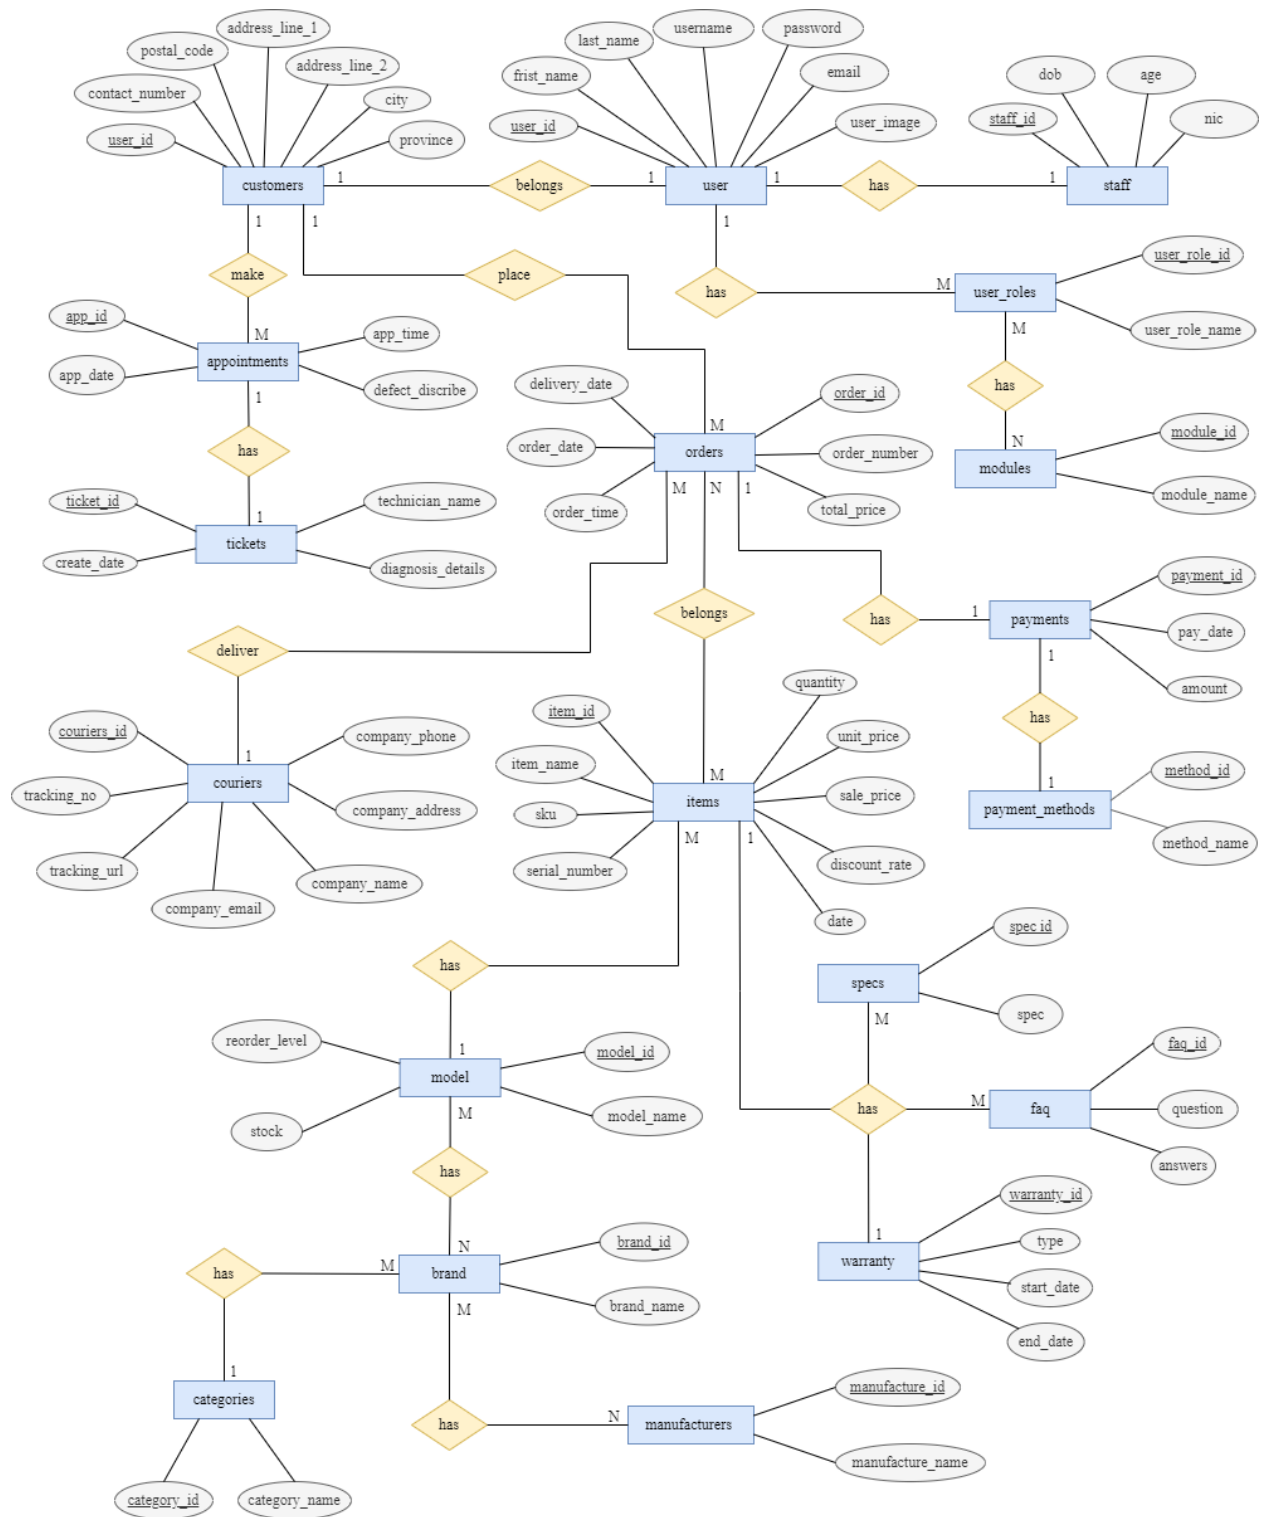 address_line_1
username
password
last_name
postal_code
address_line_2
email
dob
age
frist_name
contact_number
city
user_image
staff_id
nic
user_id
province
user_id
customers
1
belongs
1
user
1
has
1
staff
1
1
1
make
place
has
M
user_roles
user_role_id
user_role_name
M
app_id
M
app_time
appointments
app_date
defect_discribe
1
has
N
modules
module_id
module_name
delivery_date
order_id
M
order_date
orders
order_number
order_time
total_price
M
N
1
has
ticket_id
technician_name
1
tickets
create_date
diagnosis_details
belongs
has
1
payments
payment_id
pay_date
amount
1
has
1
payment_methods
method_id
method_name
deliver
1
couriers_id
company_phone
couriers
tracking_no
company_address
tracking_url
company_name
company_email
quantity
item_id
unit_price
item_name
M
items
sale_price
sku
serial_number
discount_rate
date
M
1
has
specs
spec id
spec
M
has
M
faq
faq_id
question
answers
1
warranty
warranty_id
type
start_date
end_date
reorder_level
1
model_id
model
model_name
stock
M
has
N
brand_id
has
M
brand
brand_name
M
1
categories
category_id
category_name
has
N
manufacturers
manufacture_id
manufacture_name